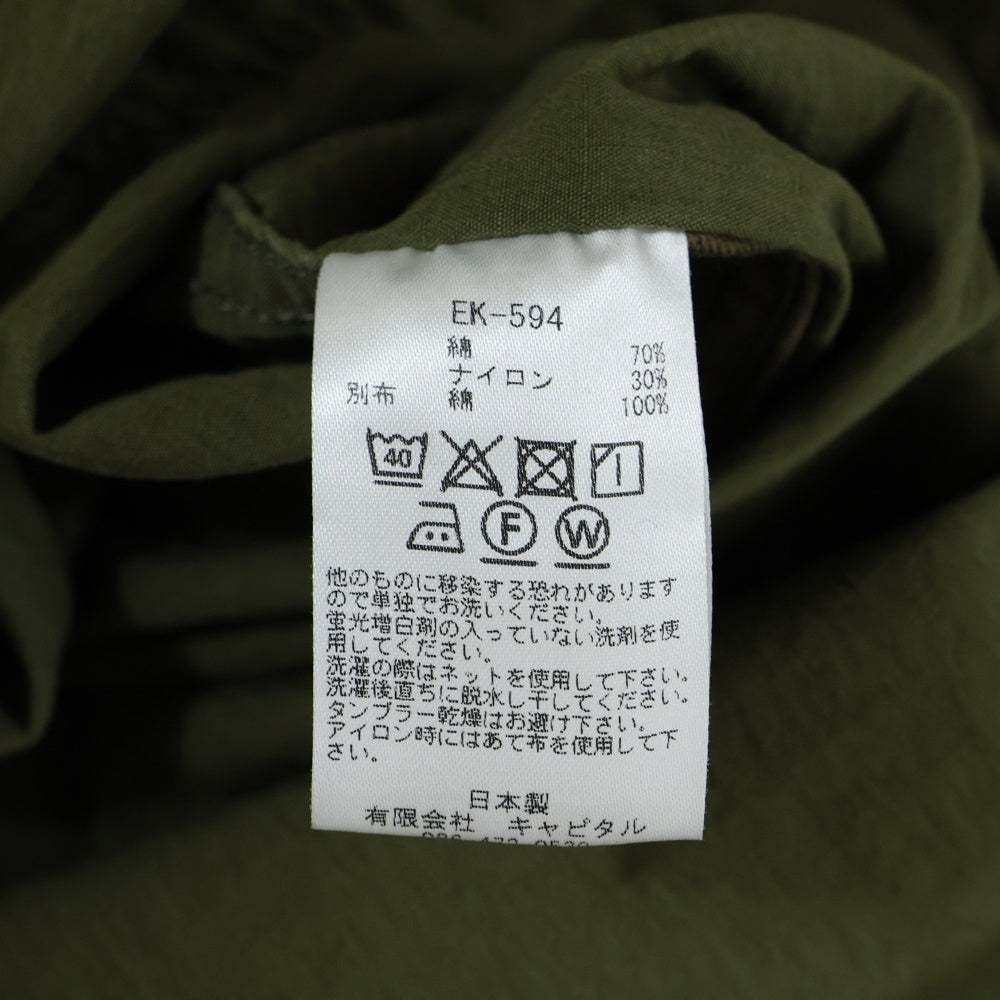 EK-594
綿 70%
ナイロン 30%
別布 綿 100%
40
F W
他のものに移染する恐れがあります
ので単独でお洗いください。
蛍光増白剤の入っていない洗剤を使
用してください。
洗濯の際はネットを使用して下さい。
洗濯後直ちに脱水し干してください。
タンブラー乾燥はお避け下さい。
アイロン時にはあて布を使用して下
さい。
日本製
有限会社 キャピタル